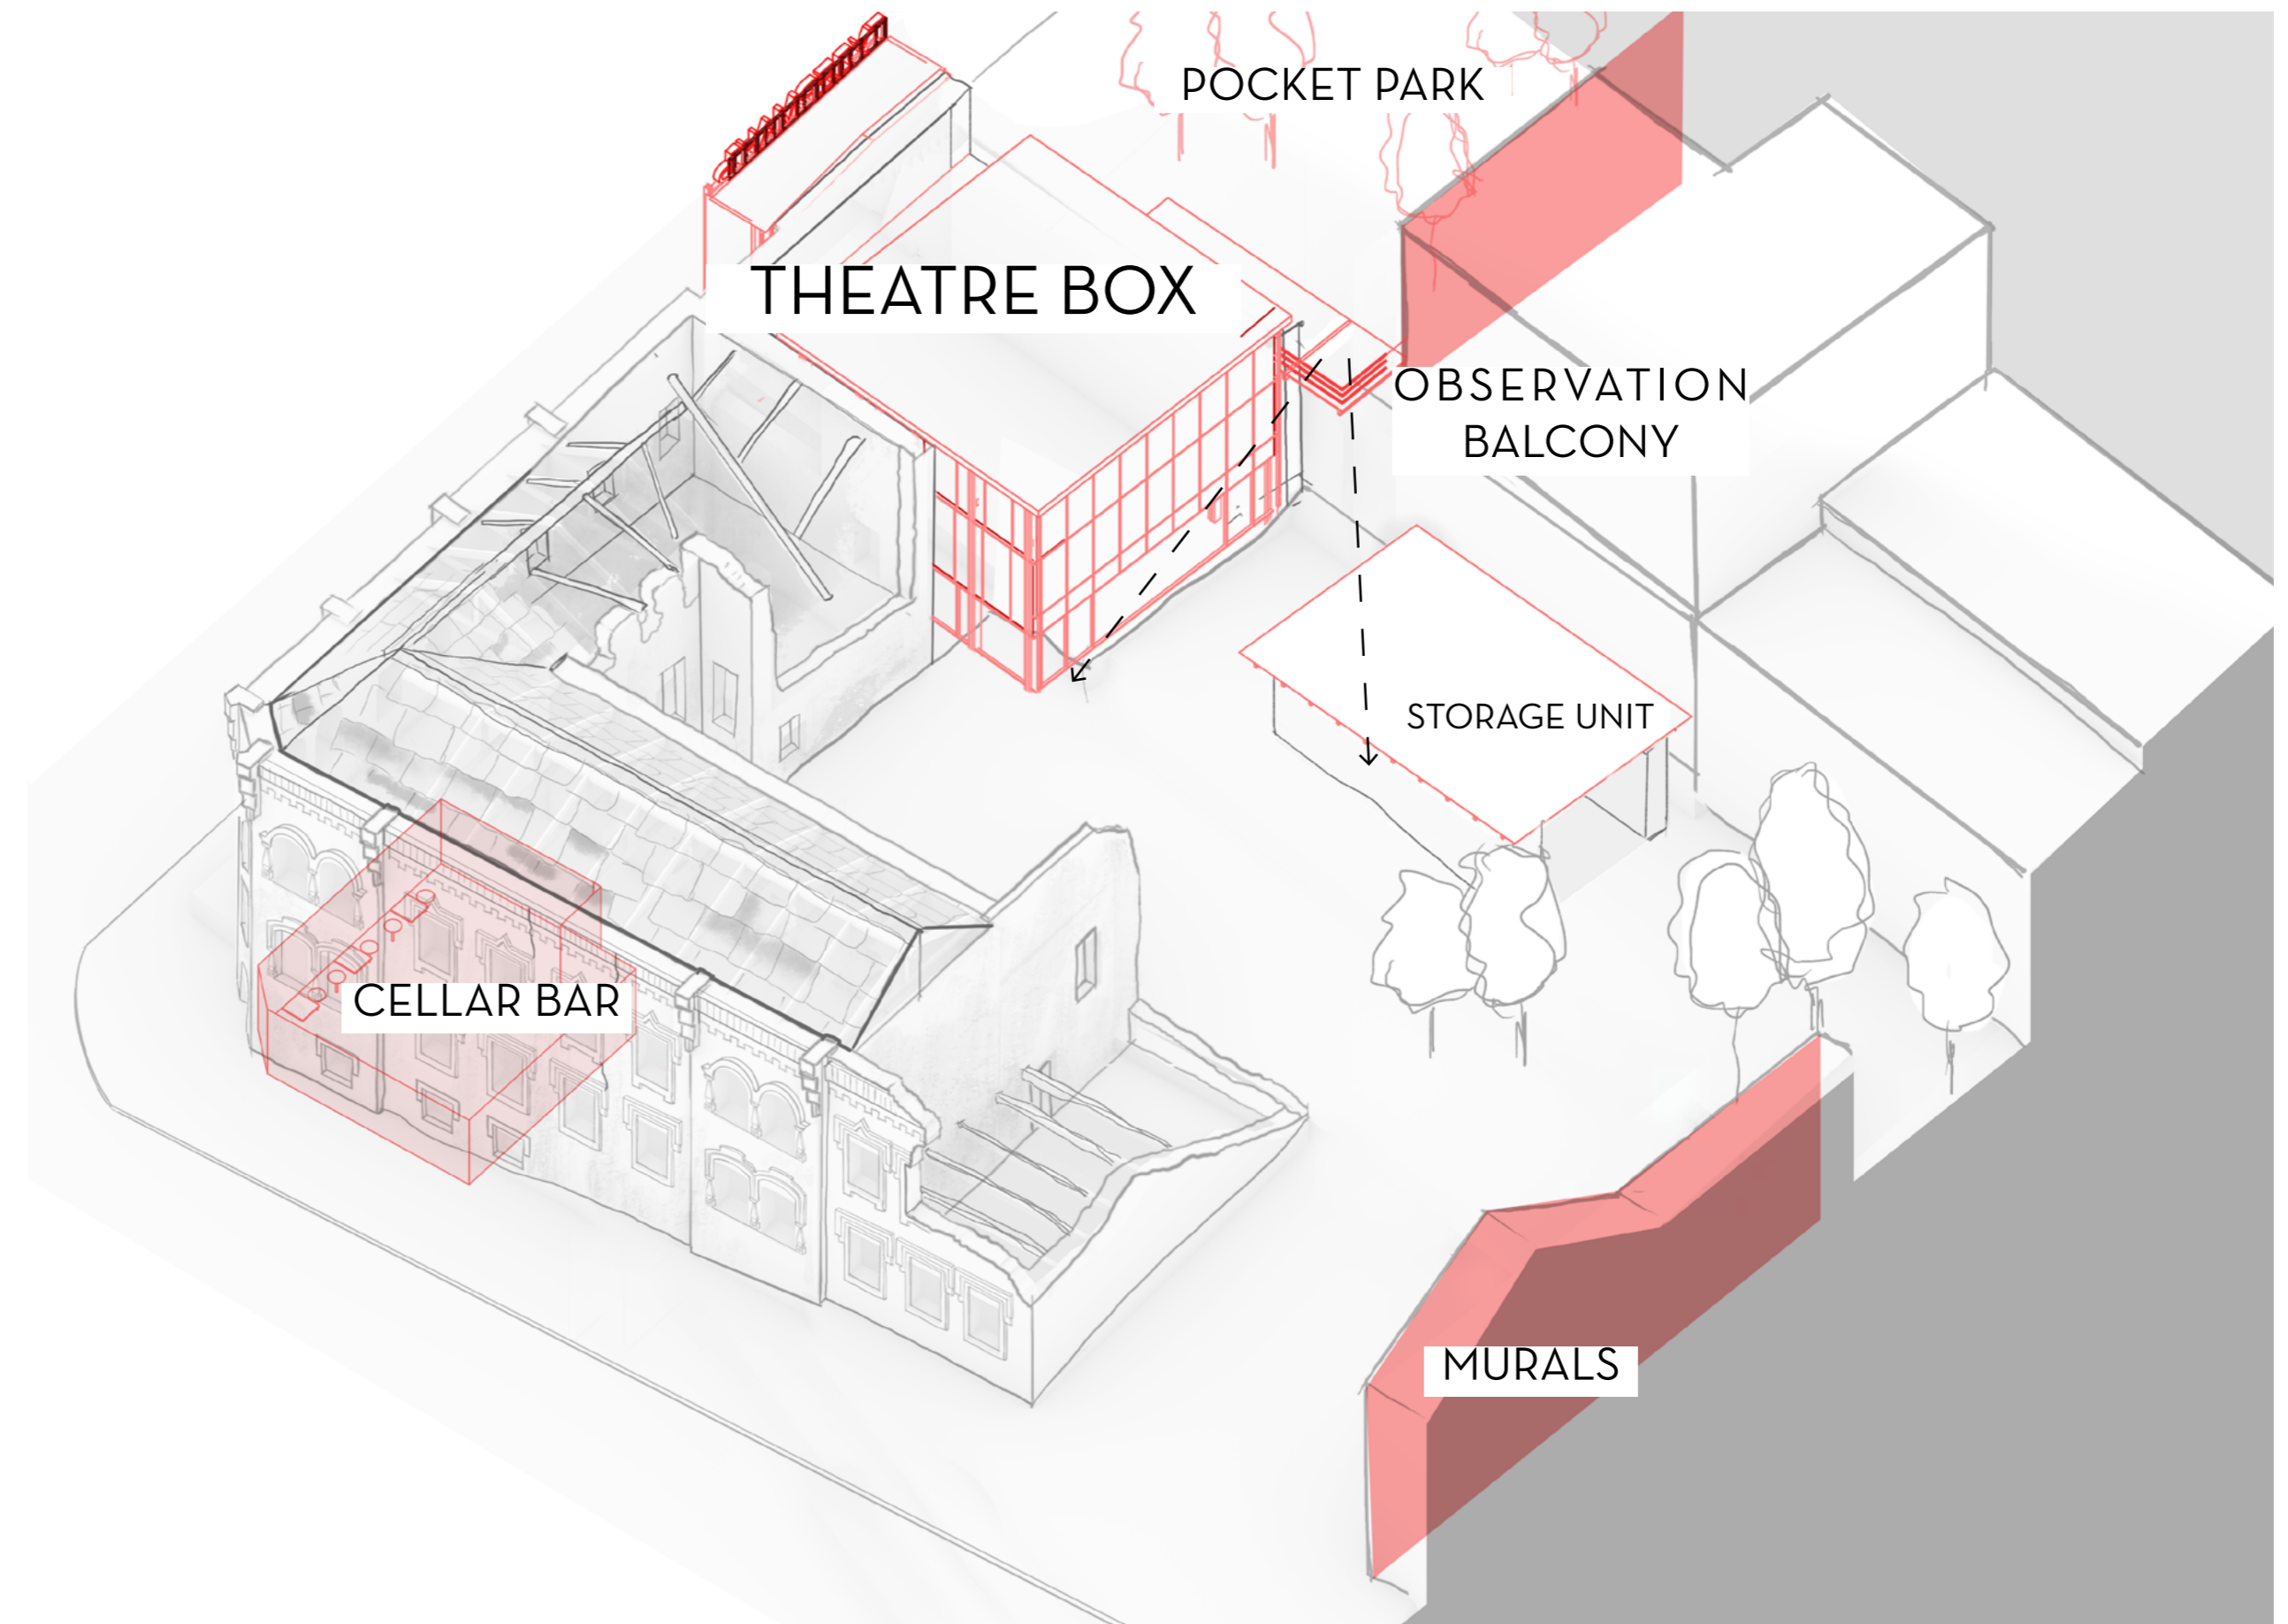 POCKET PARK
THEATRE BOX
OBSERVATION
BALCONY
STORAGE UNIT
CELLAR BAR
MURALS